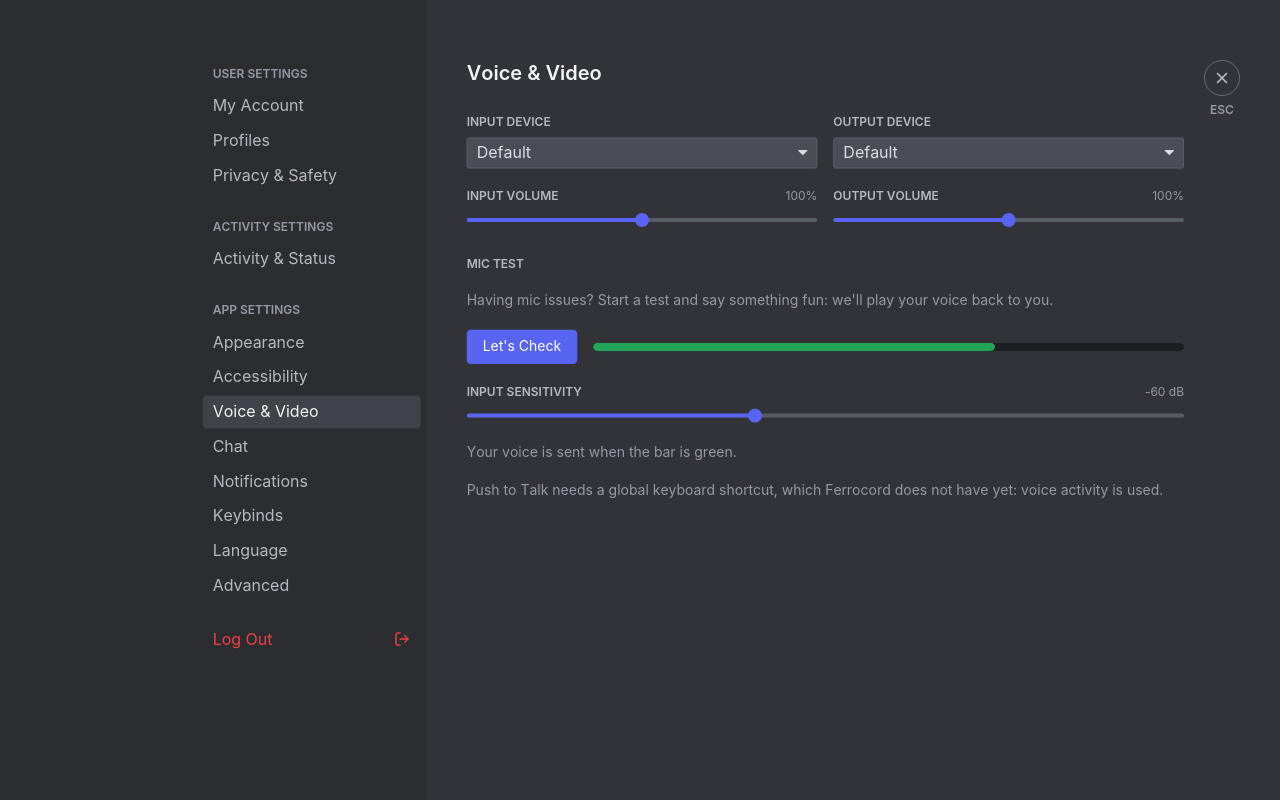 USER SETTINGS
My Account
Profiles
Privacy & Safety
ACTIVITY SETTINGS
Activity & Status
APP SETTINGS
Appearance
Accessibility
Voice & Video
Chat
Notifications
Keybinds
Language
Advanced
Log Out
Voice & Video
ESC
INPUT DEVICE
Default
OUTPUT DEVICE
Default
INPUT VOLUME 100%
OUTPUT VOLUME 100%
MIC TEST
Having mic issues? Start a test and say something fun: we'll play your voice back to you.
Let's Check
INPUT SENSITIVITY -60 dB
Your voice is sent when the bar is green.
Push to Talk needs a global keyboard shortcut, which Ferrocord does not have yet: voice activity is used.